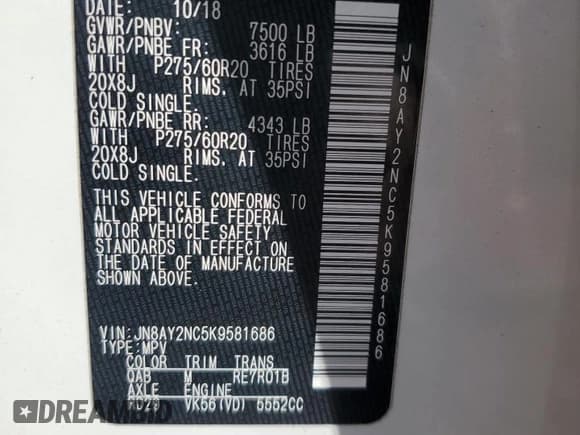 DATE: 10/18
GVWR/PNBV: 7500 LB
GAWR/PNBE FR: 3616 LB
WITH P275/60R20 TIRES
20X8J RIMS, AT 35PSI
COLD SINGLE.
GAWR/PNBE RR: 4343 LB
WITH P275/60R20 TIRES
20X8J RIMS, AT 35PSI
COLD SINGLE.
THIS VEHICLE CONFORMS TO
ALL APPLICABLE FEDERAL
MOTOR VEHICLE SAFETY
STANDARDS IN EFFECT ON
THE DATE OF MANUFACTURE
SHOWN ABOVE.
VIN:JN8AY2NC5K9581686
TYPE:MPV
COLOR TRIM TRANS
QAB M RE7R01B
AXLE ENGINE
VK56(VD) 5552CC
JN8AY2NC5K9581686
DREAMBID